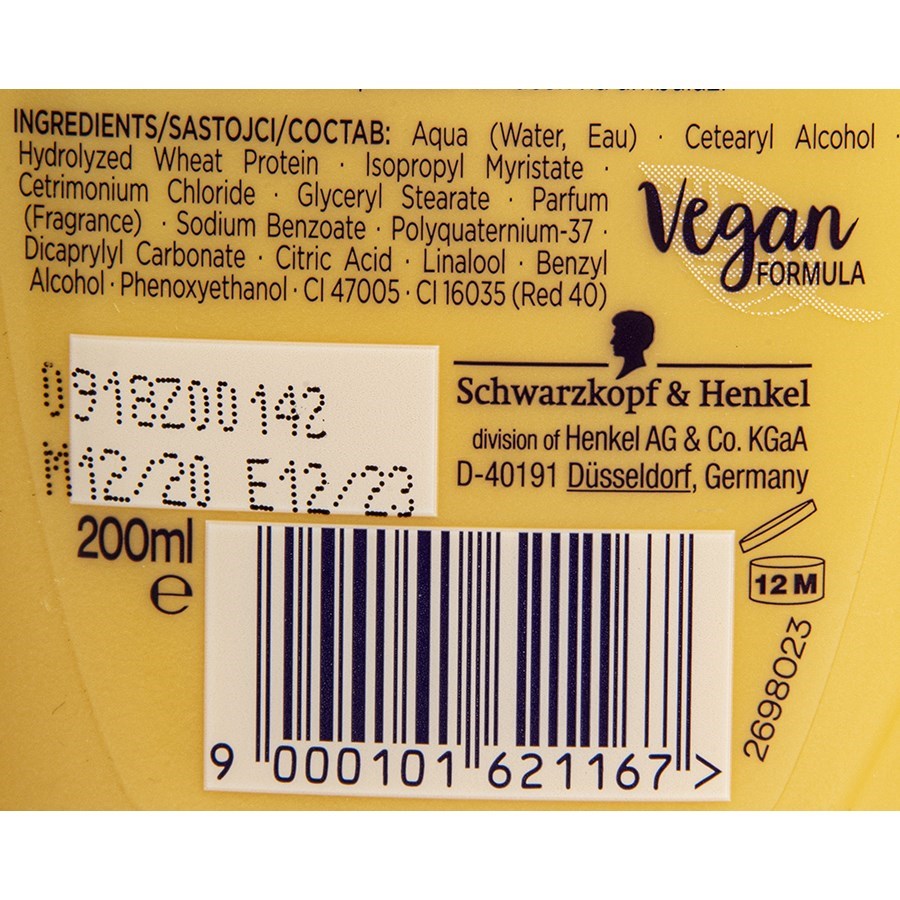 INGREDIENTS/SASTOJCI/СОСТАВ: Aqua (Water, Eau) · Cetearyl Alcohol ·
Hydrolyzed Wheat Protein · Isopropyl Myristate ·
Cetrimonium Chloride · Glyceryl Stearate · Parfum
(Fragrance) · Sodium Benzoate · Polyquaternium-37 ·
Dicaprylyl Carbonate · Citric Acid · Linalool · Benzyl
Alcohol · Phenoxyethanol · CI 47005 · CI 16035 (Red 40)
Vegan
FORMULA
918Z00142
M12/20 E12/23
Schwarzkopf & Henkel
division of Henkel AG & Co. KGaA
D-40191 Düsseldorf, Germany
200ml
e
12 M
2698023
9 000101 621167 >